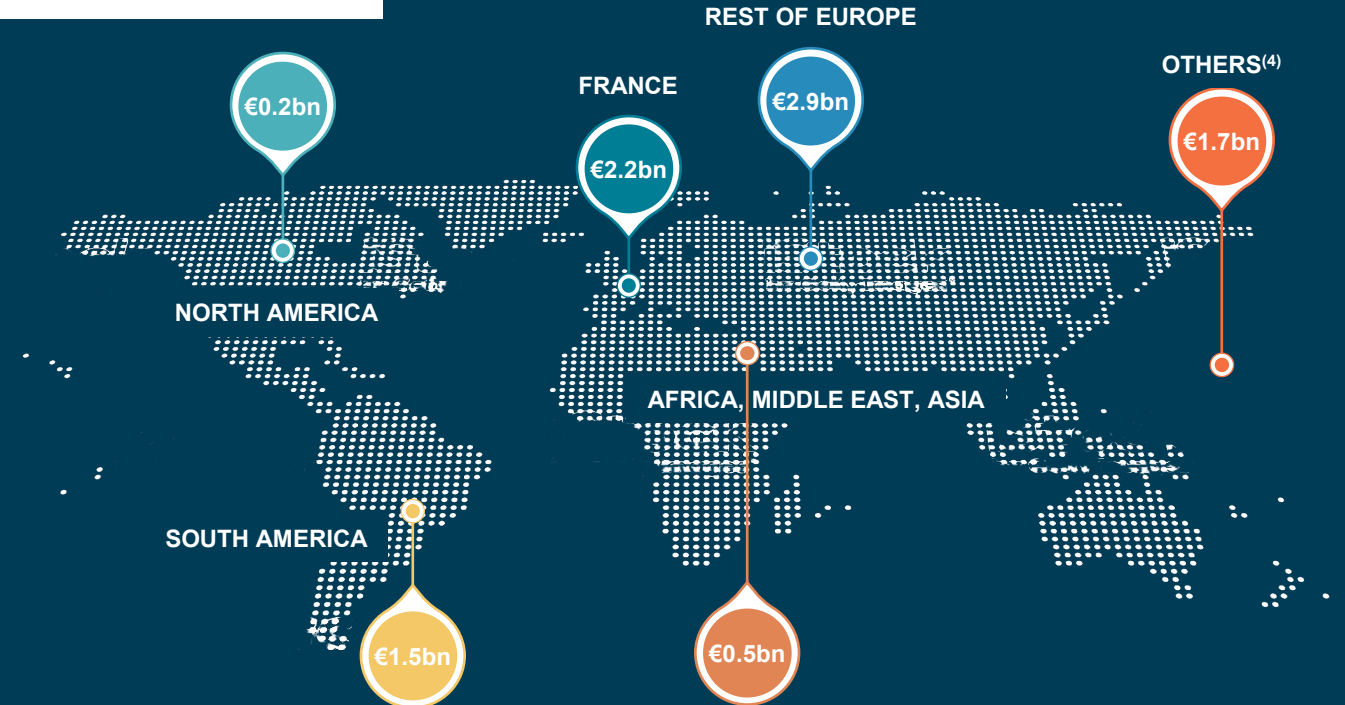 REST OF EUROPE
OTHERS(4)
FRANCE
€0.2bn
€2.9bn
€1.7bn
€2.2bn
NORTH AMERICA
AFRICA, MIDDLE EAST, ASIA
SOUTH AMERICA
€1.5bn
€0.5bn